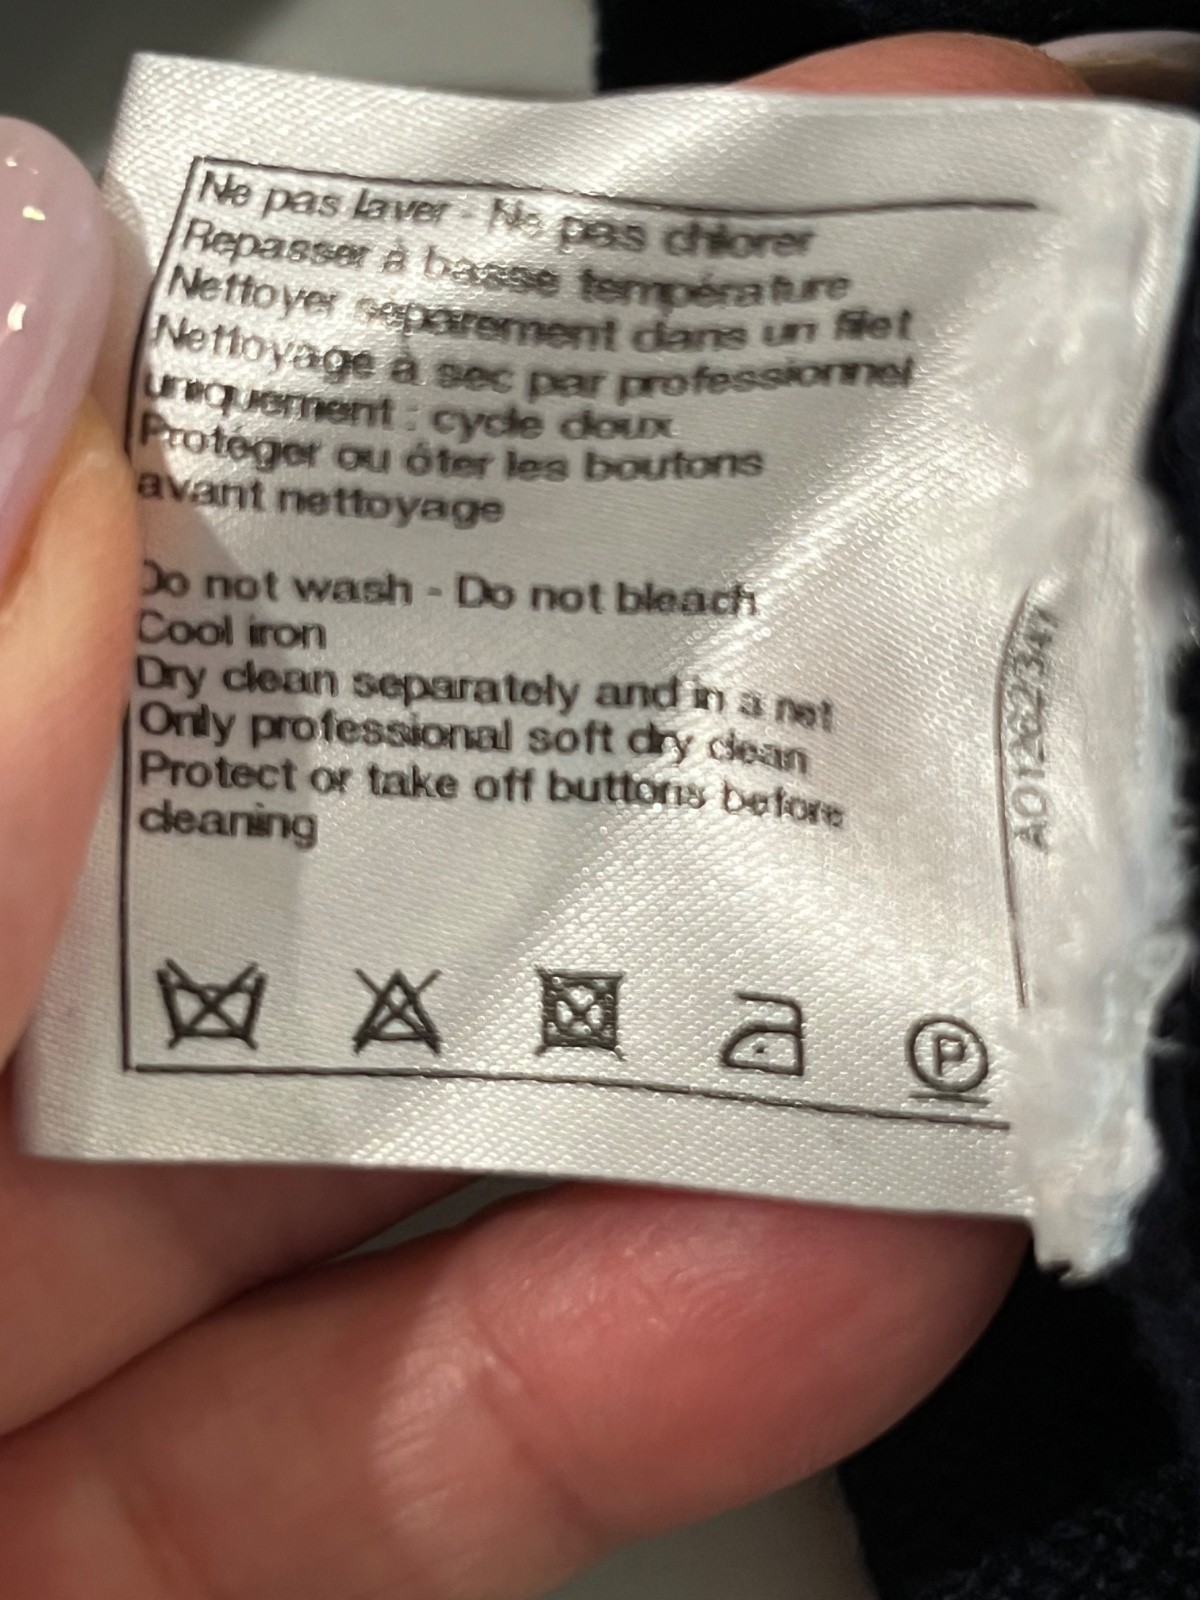 Ne pas laver - Ne pas chlorer
Repasser à basse température
Nettoyer séparement dans un filet
Nettoyage à sec par professionnel
uniquement : cycle doux
Protéger ou ôter les boutons
avant nettoyage
Do not wash - Do not bleach
Cool iron
Dry clean separately and in a net
Only professional soft dry clean
Protect or take off buttons before
cleaning
P